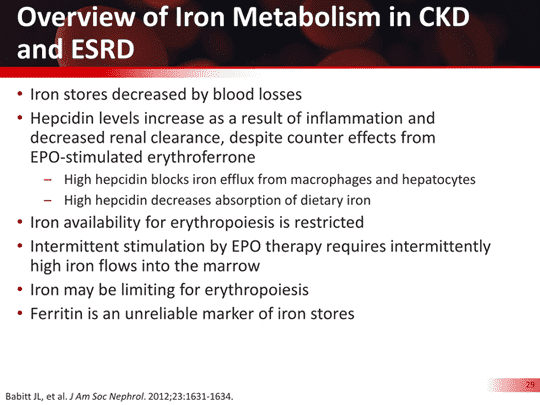 Overview of Iron Metabolism in CKD
and ESRD
• Iron stores decreased by blood losses
• Hepcidin levels increase as a result of inflammation and
decreased renal clearance, despite counter effects from
EPO-stimulated erythroferrone
– High hepcidin blocks iron efflux from macrophages and hepatocytes
– High hepcidin decreases absorption of dietary iron
• Iron availability for erythropoiesis is restricted
• Intermittent stimulation by EPO therapy requires intermittently
high iron flows into the marrow
• Iron may be limiting for erythropoiesis
• Ferritin is an unreliable marker of iron stores
29
Babitt JL, et al. J Am Soc Nephrol. 2012;23:1631-1634.